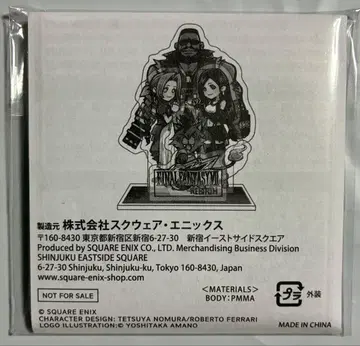 FINAL FANTASY VII
REBIRTH
製造元 株式会社スクウェア・エニックス
〒160-8430 東京都新宿区新宿6-27-30 新宿イーストサイドスクエア
Produced by SQUARE ENIX CO., LTD. Merchandising Business Division
SHINJUKU EASTSIDE SQUARE
6-27-30 Shinjuku, Shinjuku-ku, Tokyo 160-8430, Japan
www.square-enix-shop.com
NOT FOR SALE
<MATERIALS>
BODY: PMMA
プラ 外装
© SQUARE ENIX
CHARACTER DESIGN: TETSUYA NOMURA/ROBERTO FERRARI
LOGO ILLUSTRATION:© YOSHITAKA AMANO
MADE IN CHINA